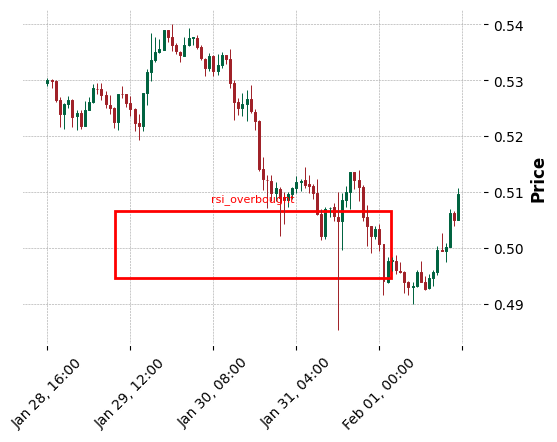 0.54
0.53
0.52
0.51
0.50
0.49
Price
rsi_overbought
Jan 28, 16:00
Jan 29, 12:00
Jan 30, 08:00
Jan 31, 04:00
Feb 01, 00:00